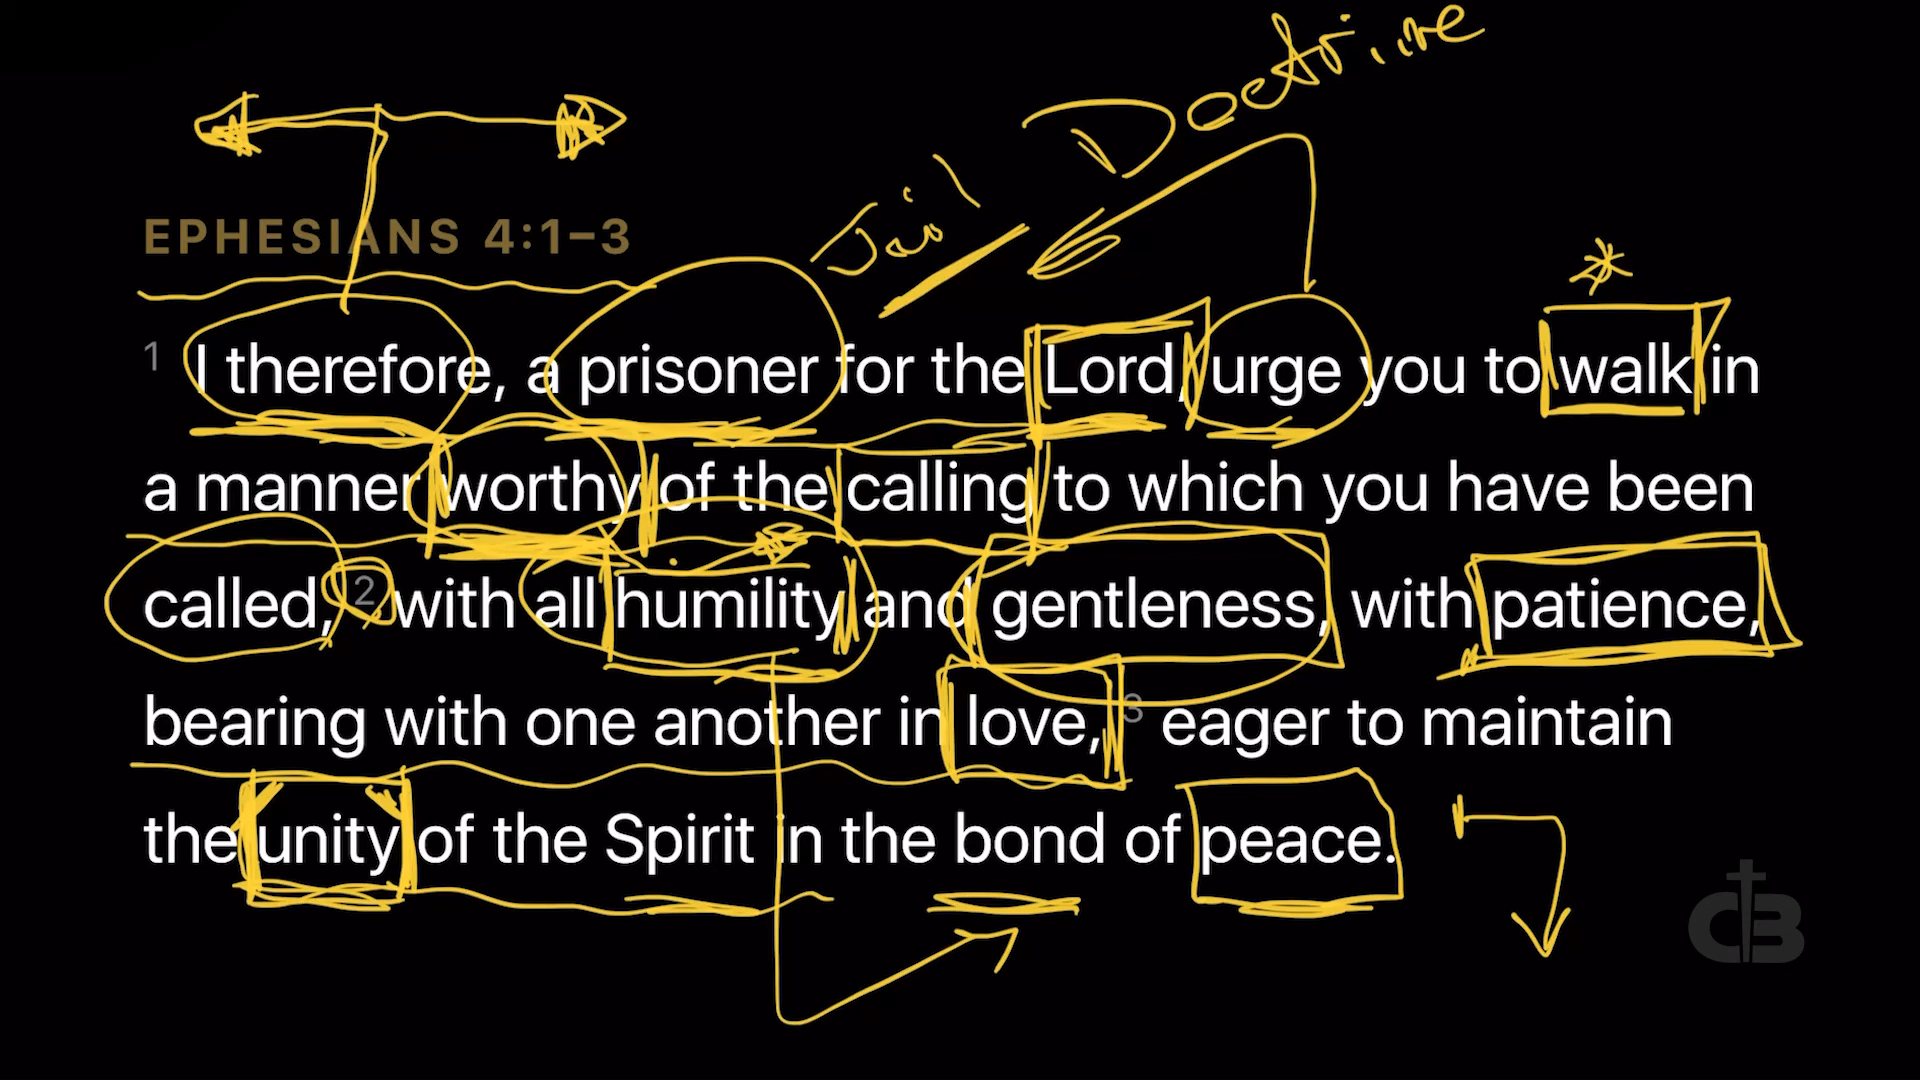 Doctrine
Jail
EPHESIANS 4:1–3
1 I therefore, a prisoner for the Lord, urge you to walk in
a manner worthy of the calling to which you have been
called, 2 with all humility and gentleness, with patience,
bearing with one another in love, 3 eager to maintain
the unity of the Spirit in the bond of peace.
CB